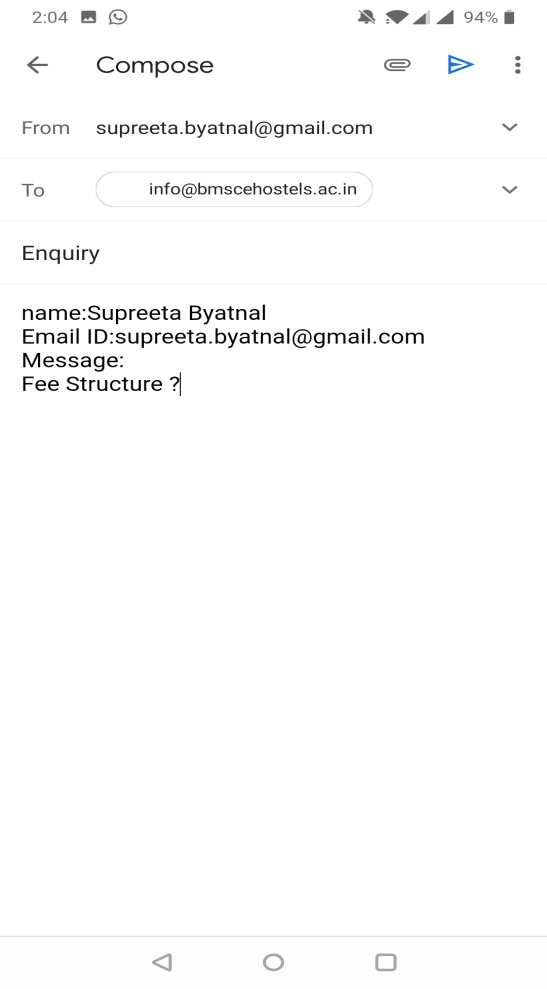 2:04 94%
Compose
From supreeta.byatnal@gmail.com
To info@bmscehostels.ac.in
Enquiry
name:Supreeta Byatnal
Email ID:supreeta.byatnal@gmail.com
Message:
Fee Structure ?